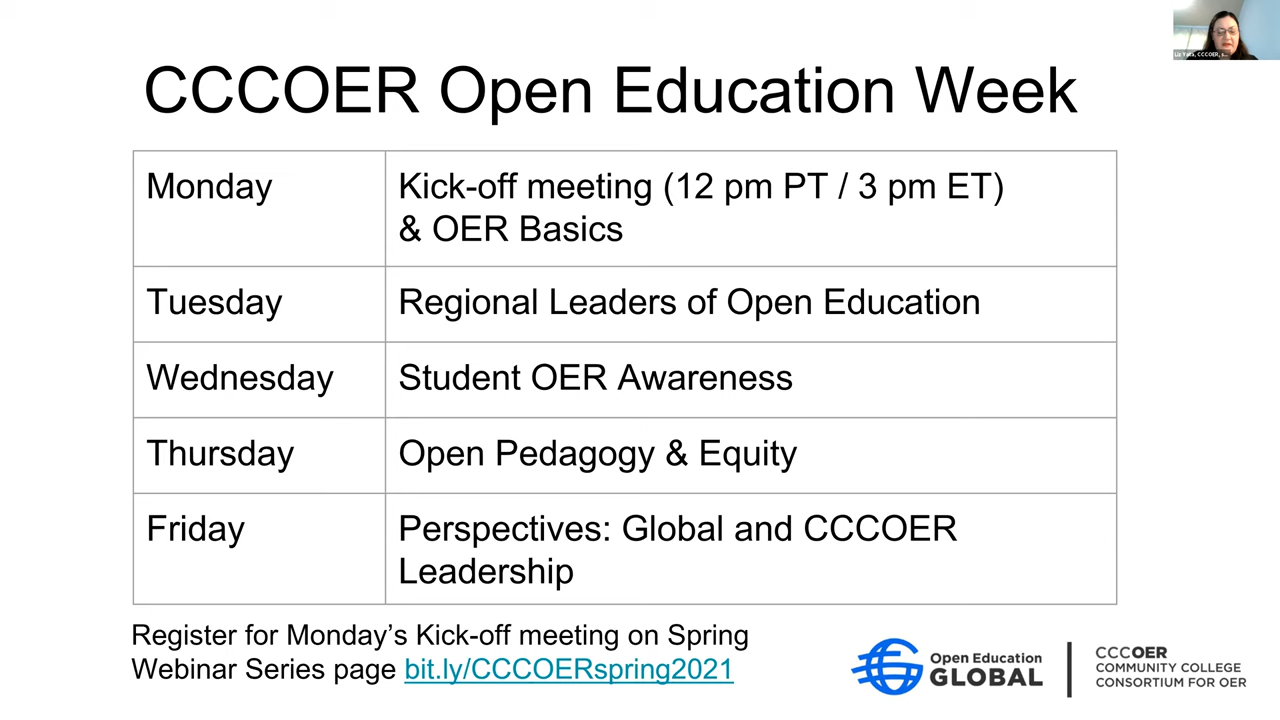 CCCOER Open Education Week
Monday
Kick-off meeting (12 pm PT / 3 pm ET)
& OER Basics
Tuesday
Regional Leaders of Open Education
Wednesday
Student OER Awareness
Thursday
Open Pedagogy & Equity
Friday
Perspectives: Global and CCCOER
Leadership
Register for Monday’s Kick-off meeting on Spring
Webinar Series page bit.ly/CCCOERspring2021
Open Education
GLOBAL
CCCOER
COMMUNITY COLLEGE
CONSORTIUM FOR OER